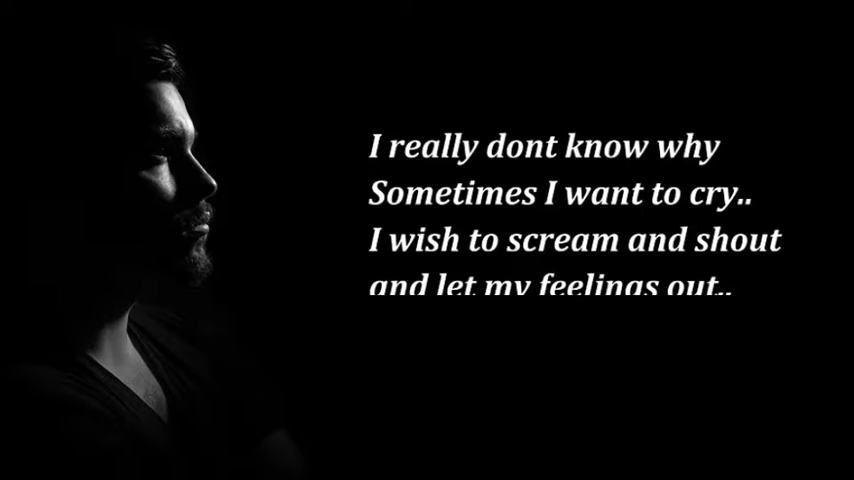 I really dont know why
Sometimes I want to cry..
I wish to scream and shout
and let my feelings out..